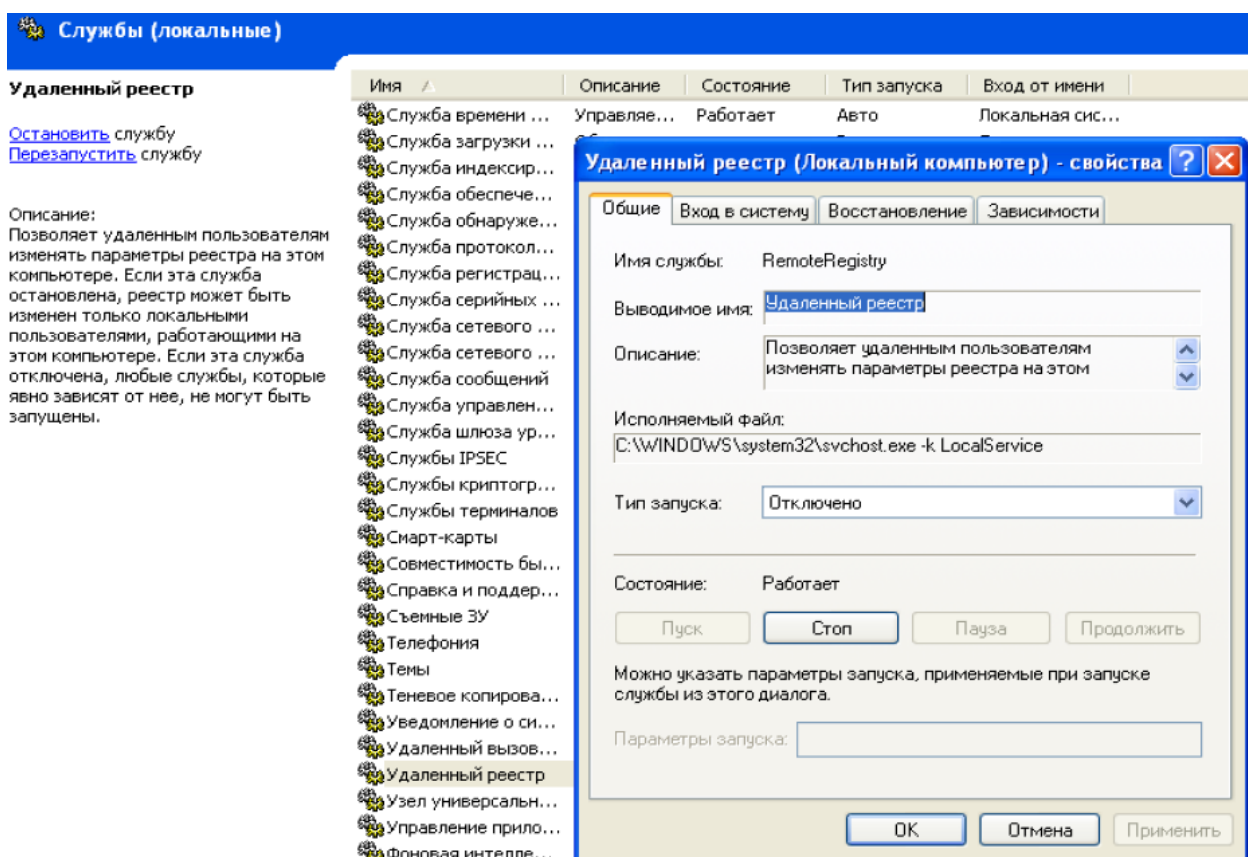 Службы (локальные)
Удаленный реестр
Остановить службу
Перезапустить службу
Описание:
Позволяет удаленным пользователям
изменять параметры реестра на этом
компьютере. Если эта служба
остановлена, реестр может быть
изменен только локальными
пользователями, работающими на
этом компьютере. Если эта служба
отключена, любые службы, которые
явно зависят от нее, не могут быть
запущены.
Имя Описание Состояние Тип запуска Вход от имени
Служба времени ... Управляе... Работает Авто Локальная сис...
Служба загрузки ...
Служба индексир...
Служба обеспече...
Служба обнаруже...
Служба протокол...
Служба регистрац...
Служба серийных ...
Служба сетевого ...
Служба сетевого ...
Служба сообщений
Служба управлен...
Служба шлюза ур...
Службы IPSEC
Службы криптогр...
Службы терминалов
Смарт-карты
Совместимость бы...
Справка и поддер...
Съемные ЗУ
Телефония
Темы
Теневое копирова...
Уведомление о си...
Удаленный вызов...
Удаленный реестр
Узел универсальн...
Управление прило...
Фоновая интелле...
Удаленный реестр (Локальный компьютер) - свойства
Общие Вход в систему Восстановление Зависимости
Имя службы: RemoteRegistry
Выводимое имя: Удаленный реестр
Описание: Позволяет удаленным пользователям
изменять параметры реестра на этом
Исполняемый файл:
C:\WINDOWS\system32\svchost.exe -k LocalService
Тип запуска: Отключено
Состояние: Работает
Пуск Стоп Пауза Продолжить
Можно указать параметры запуска, применяемые при запуске
службы из этого диалога.
Параметры запуска:
OK Отмена Применить